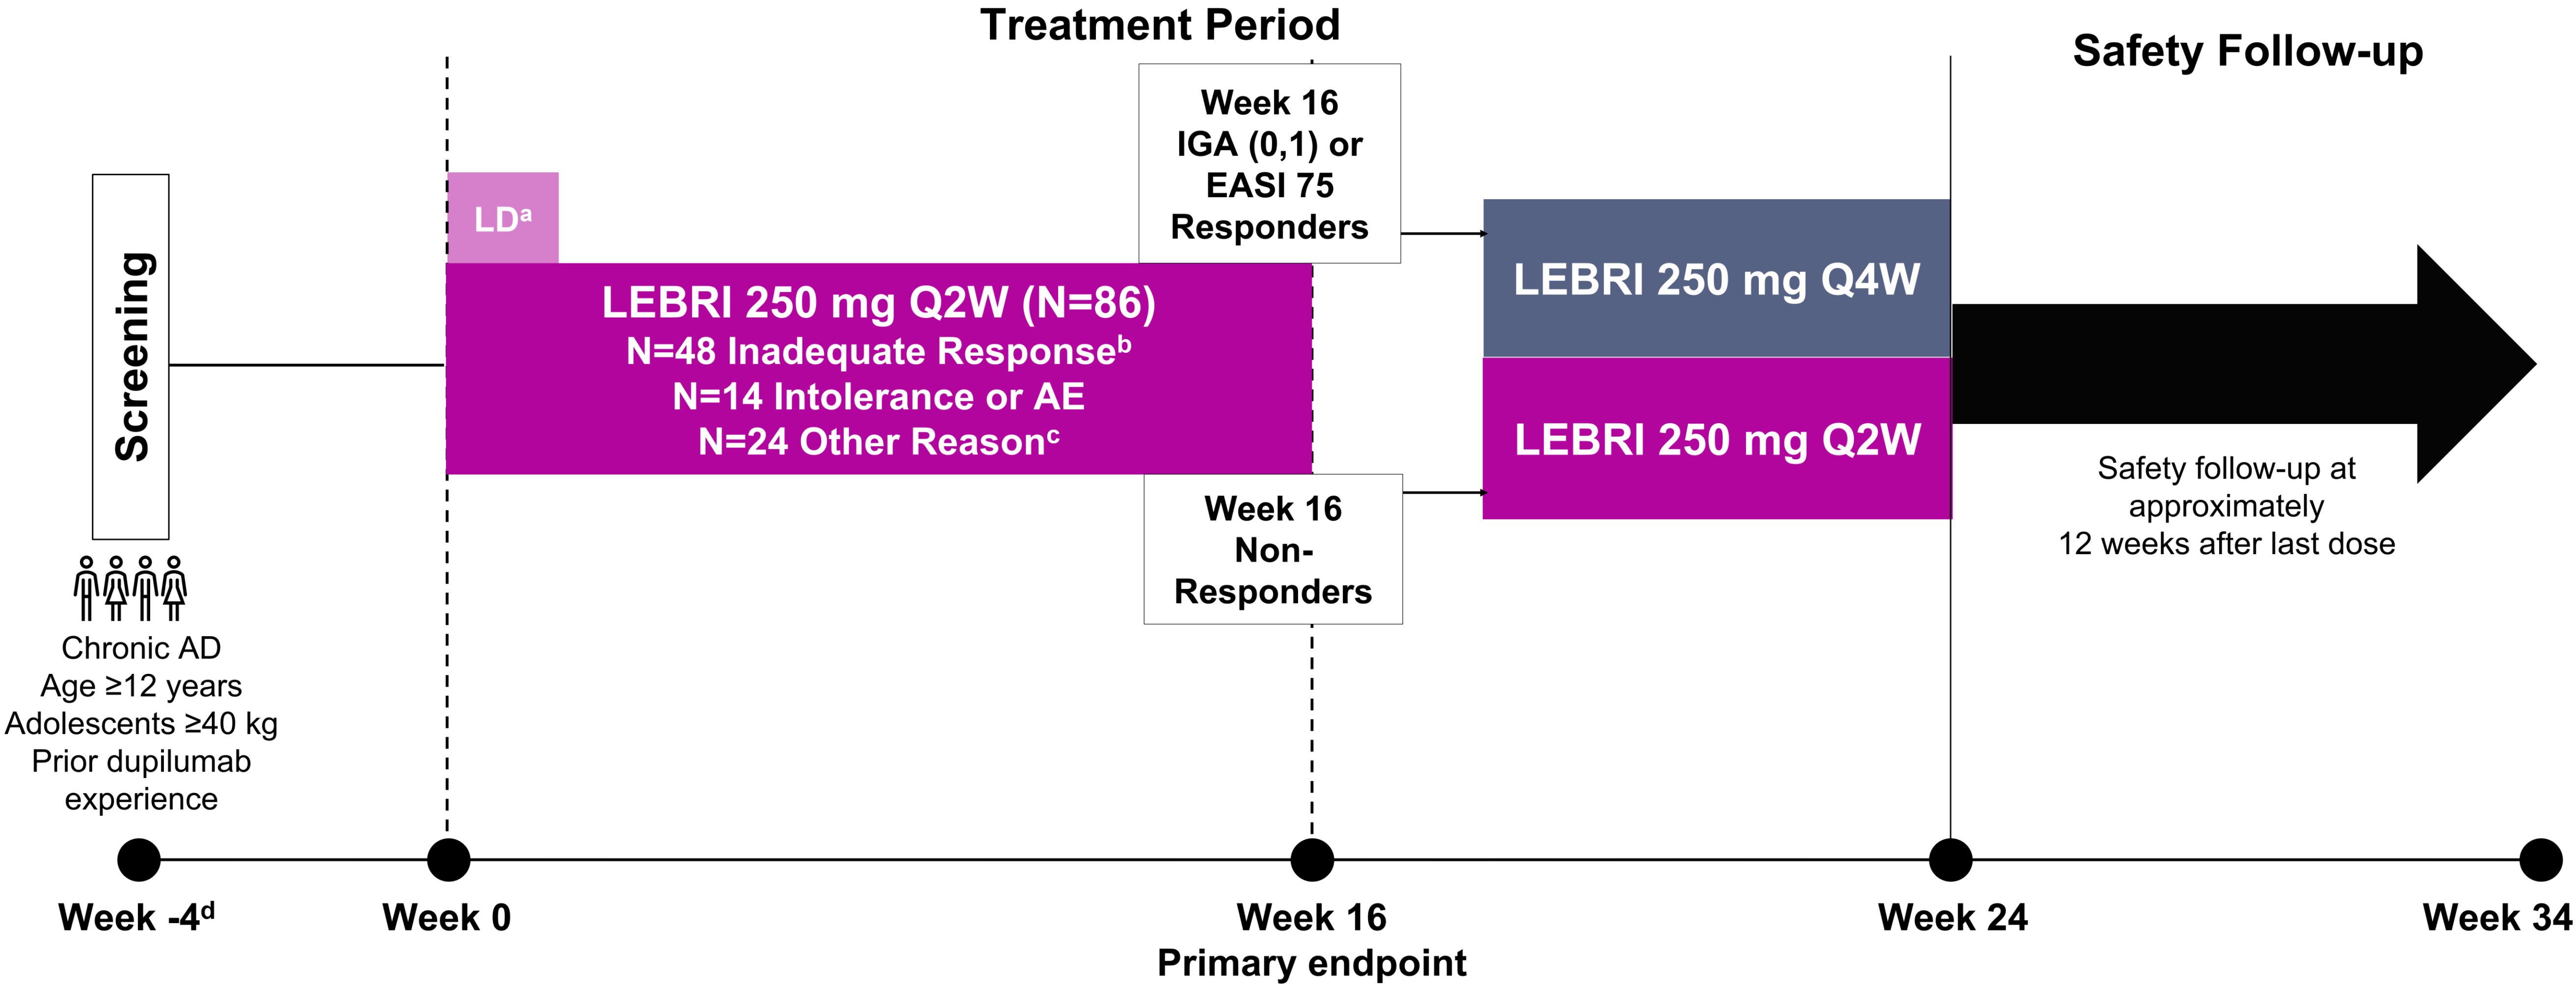 Treatment Period
Safety Follow-up
Screening
Chronic AD
Age ≥12 years
Adolescents ≥40 kg
Prior dupilumab
experience
LDᵃ
LEBRI 250 mg Q2W (N=86)
N=48 Inadequate Responseᵇ
N=14 Intolerance or AE
N=24 Other Reasonᶜ
Week 16
IGA (0,1) or
EASI 75
Responders
Week 16
Non-
Responders
LEBRI 250 mg Q4W
LEBRI 250 mg Q2W
Safety follow-up at
approximately
12 weeks after last dose
Week -4ᵈ
Week 0
Week 16
Primary endpoint
Week 24
Week 34